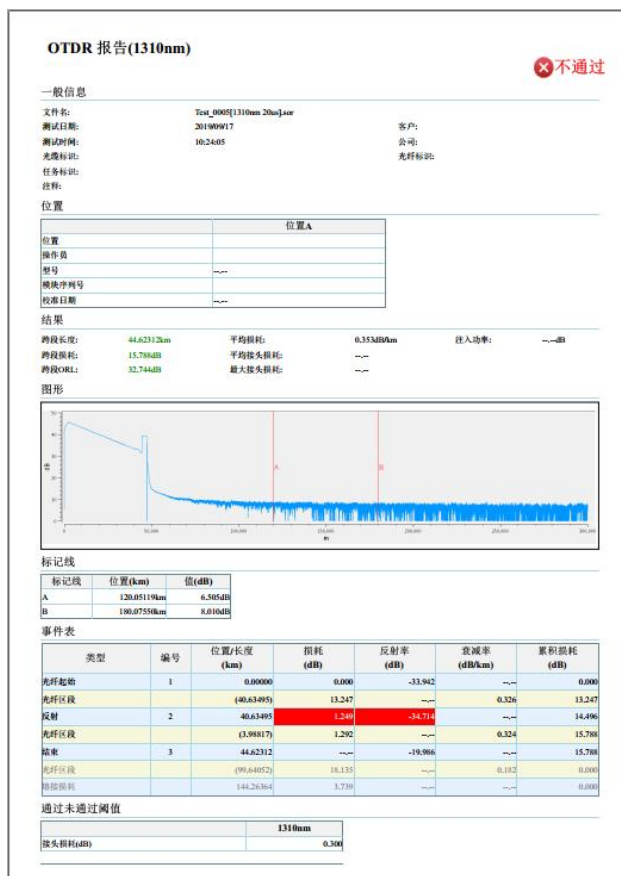 OTDR 报告(1310nm)
不通过
一般信息
文件名: Test_0005[1310nm 20us].sor
测试日期: 2019/09/17 客户:
测试时间: 10:24:05 公司:
光缆标识: 光纤标识:
任务标识:
注释:
位置
位置A
位置
操作员
型号 --.--
模块序列号
校准日期 --.--
结果
跨段长度: 44.62312km 平均损耗: 0.353dB/km 注入功率: --.--dB
跨段损耗: 15.788dB 平均接头损耗: --.--
跨段ORL: 32.744dB 最大接头损耗: --.--
图形
dB
A B
m
标记线
标记线 位置(km) 值(dB)
A 120.05119km 6.505dB
B 180.07550km 8.010dB
事件表
类型 编号 位置/长度 (km) 损耗 (dB) 反射率 (dB) 衰减率 (dB/km) 累积损耗 (dB)
光纤起始 1 0.00000 0.000 -33.942 --.-- 0.000
光纤区段 (40.63495) 13.247 --.-- 0.326 13.247
反射 2 40.63495 1.249 -34.714 --.-- 14.496
光纤区段 (3.98817) 1.292 --.-- 0.324 15.788
结束 3 44.62312 --.-- -19.986 --.-- 15.788
光纤区段 (99.64052) 18.135 --.-- 0.182 0.000
熔接损耗 144.26364 3.739 --.-- --.-- 0.000
通过未通过阈值
1310nm
接头损耗(dB) 0.300